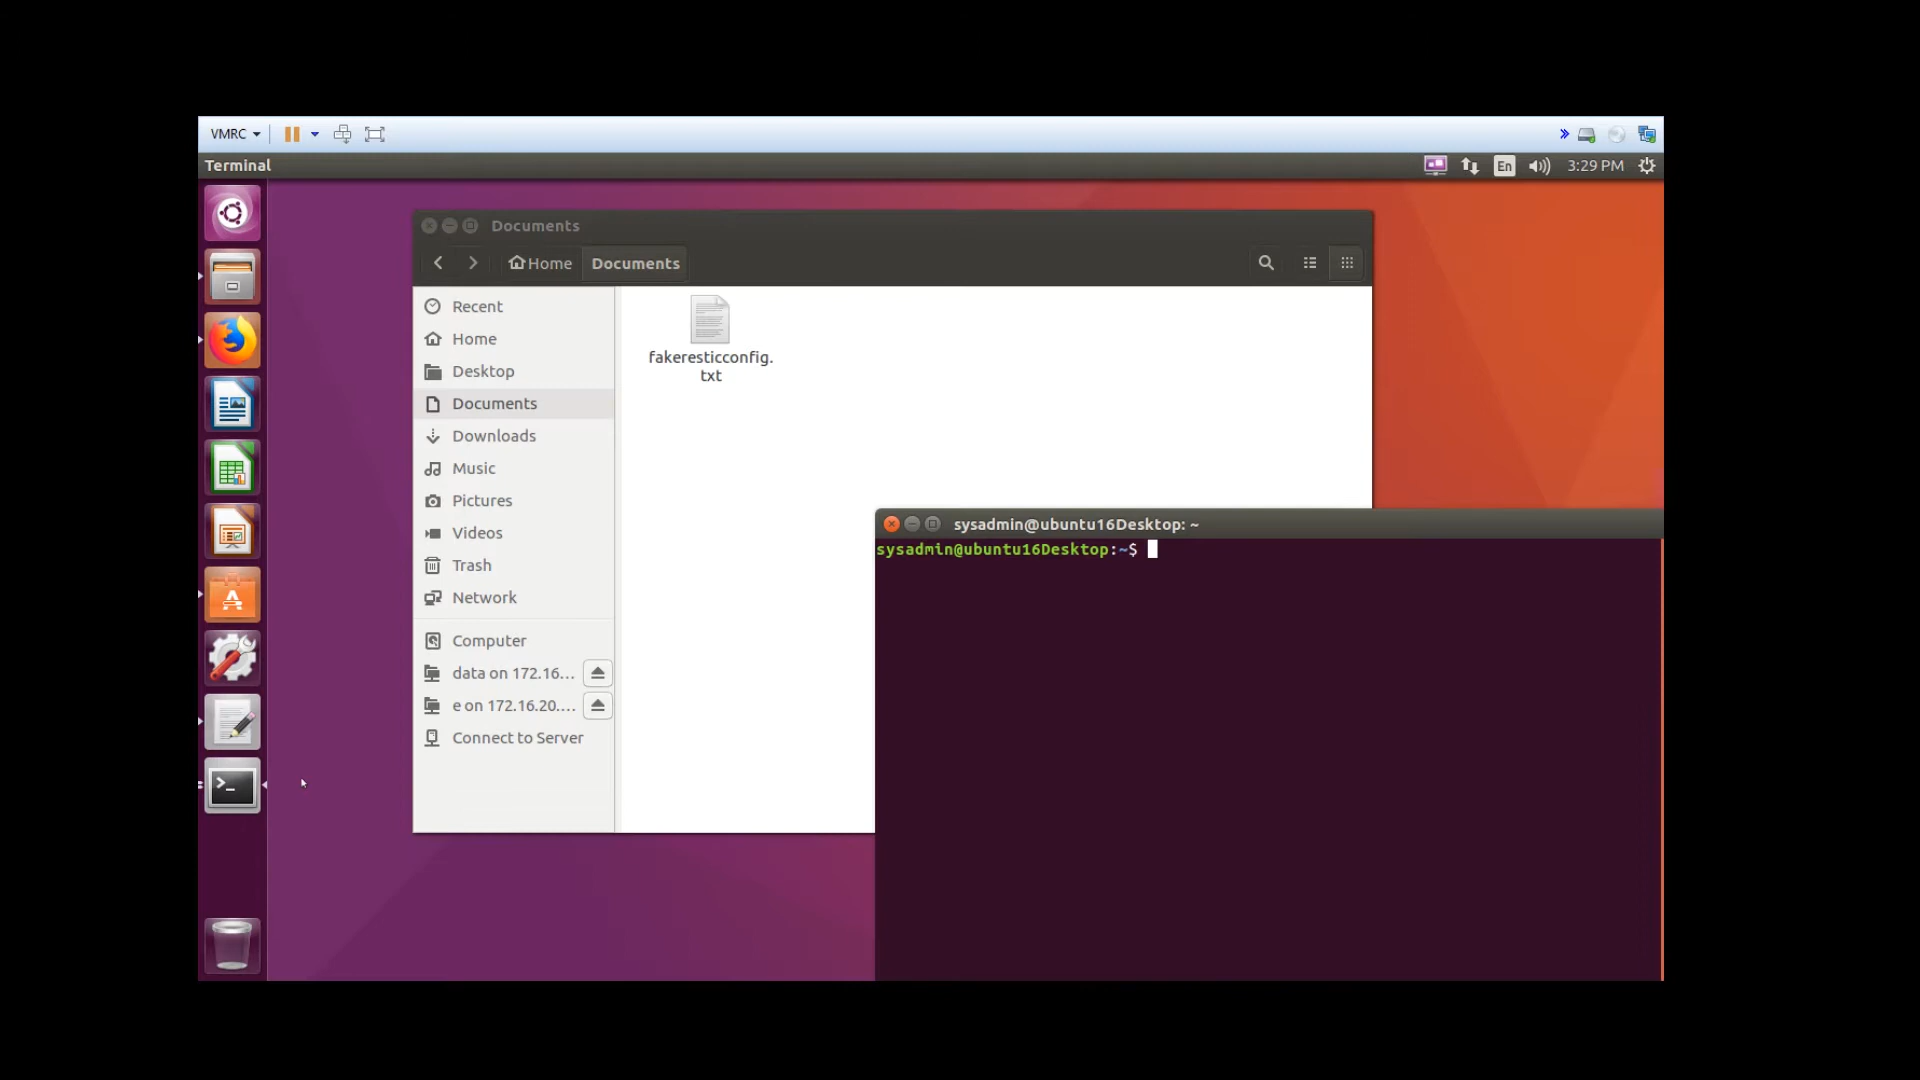 VMRC
Terminal
En
3:29 PM
Documents
Home
Documents
Recent
Home
Desktop
Documents
Downloads
Music
Pictures
Videos
Trash
Network
Computer
data on 172.16...
e on 172.16.20....
Connect to Server
fakeresticconfig.
txt
sysadmin@ubuntu16Desktop: ~
sysadmin@ubuntu16Desktop:~$